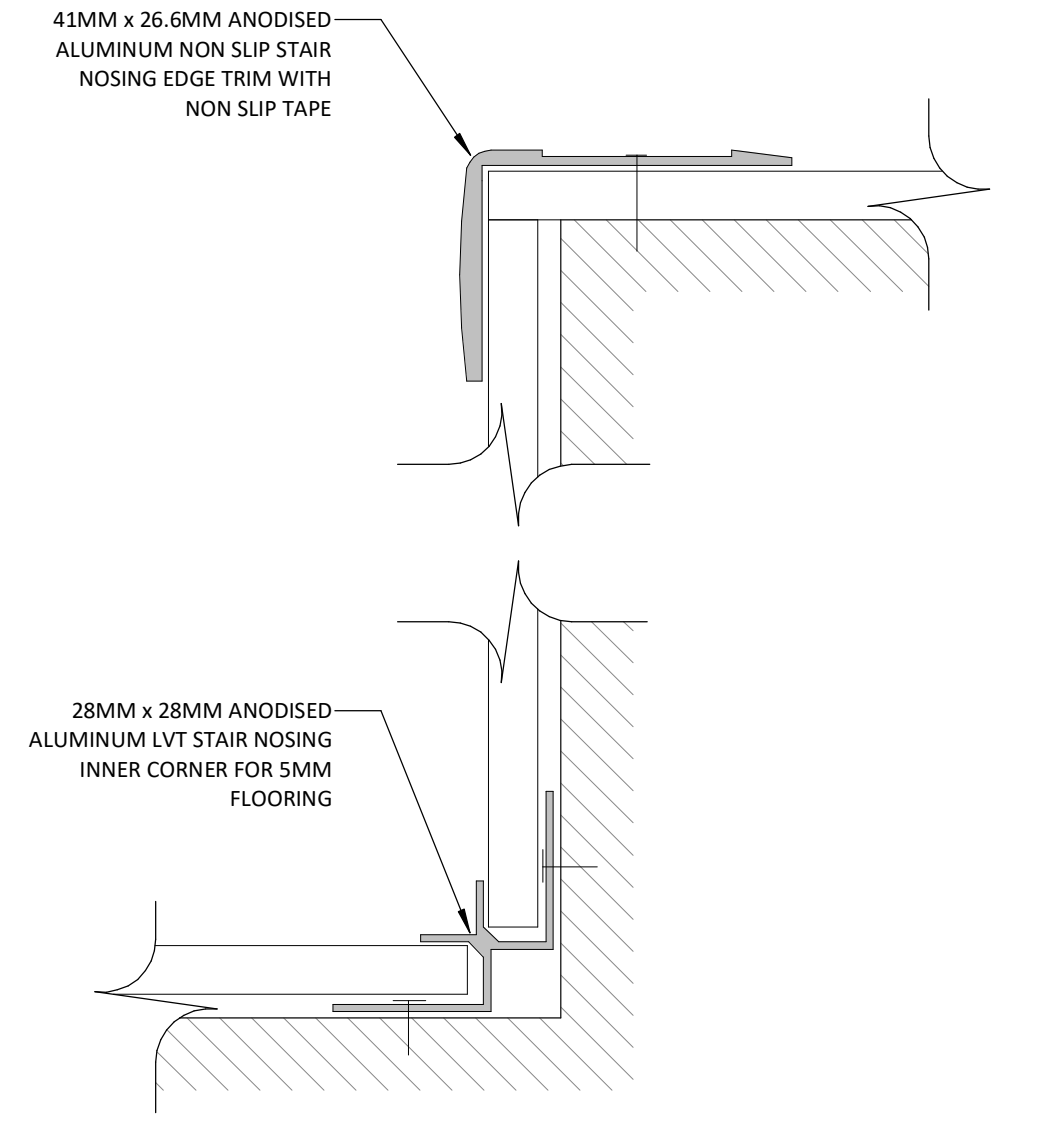 41MM x 26.6MM ANODISED
ALUMINUM NON SLIP STAIR
NOSING EDGE TRIM WITH
NON SLIP TAPE
28MM x 28MM ANODISED
ALUMINUM LVT STAIR NOSING
INNER CORNER FOR 5MM
FLOORING